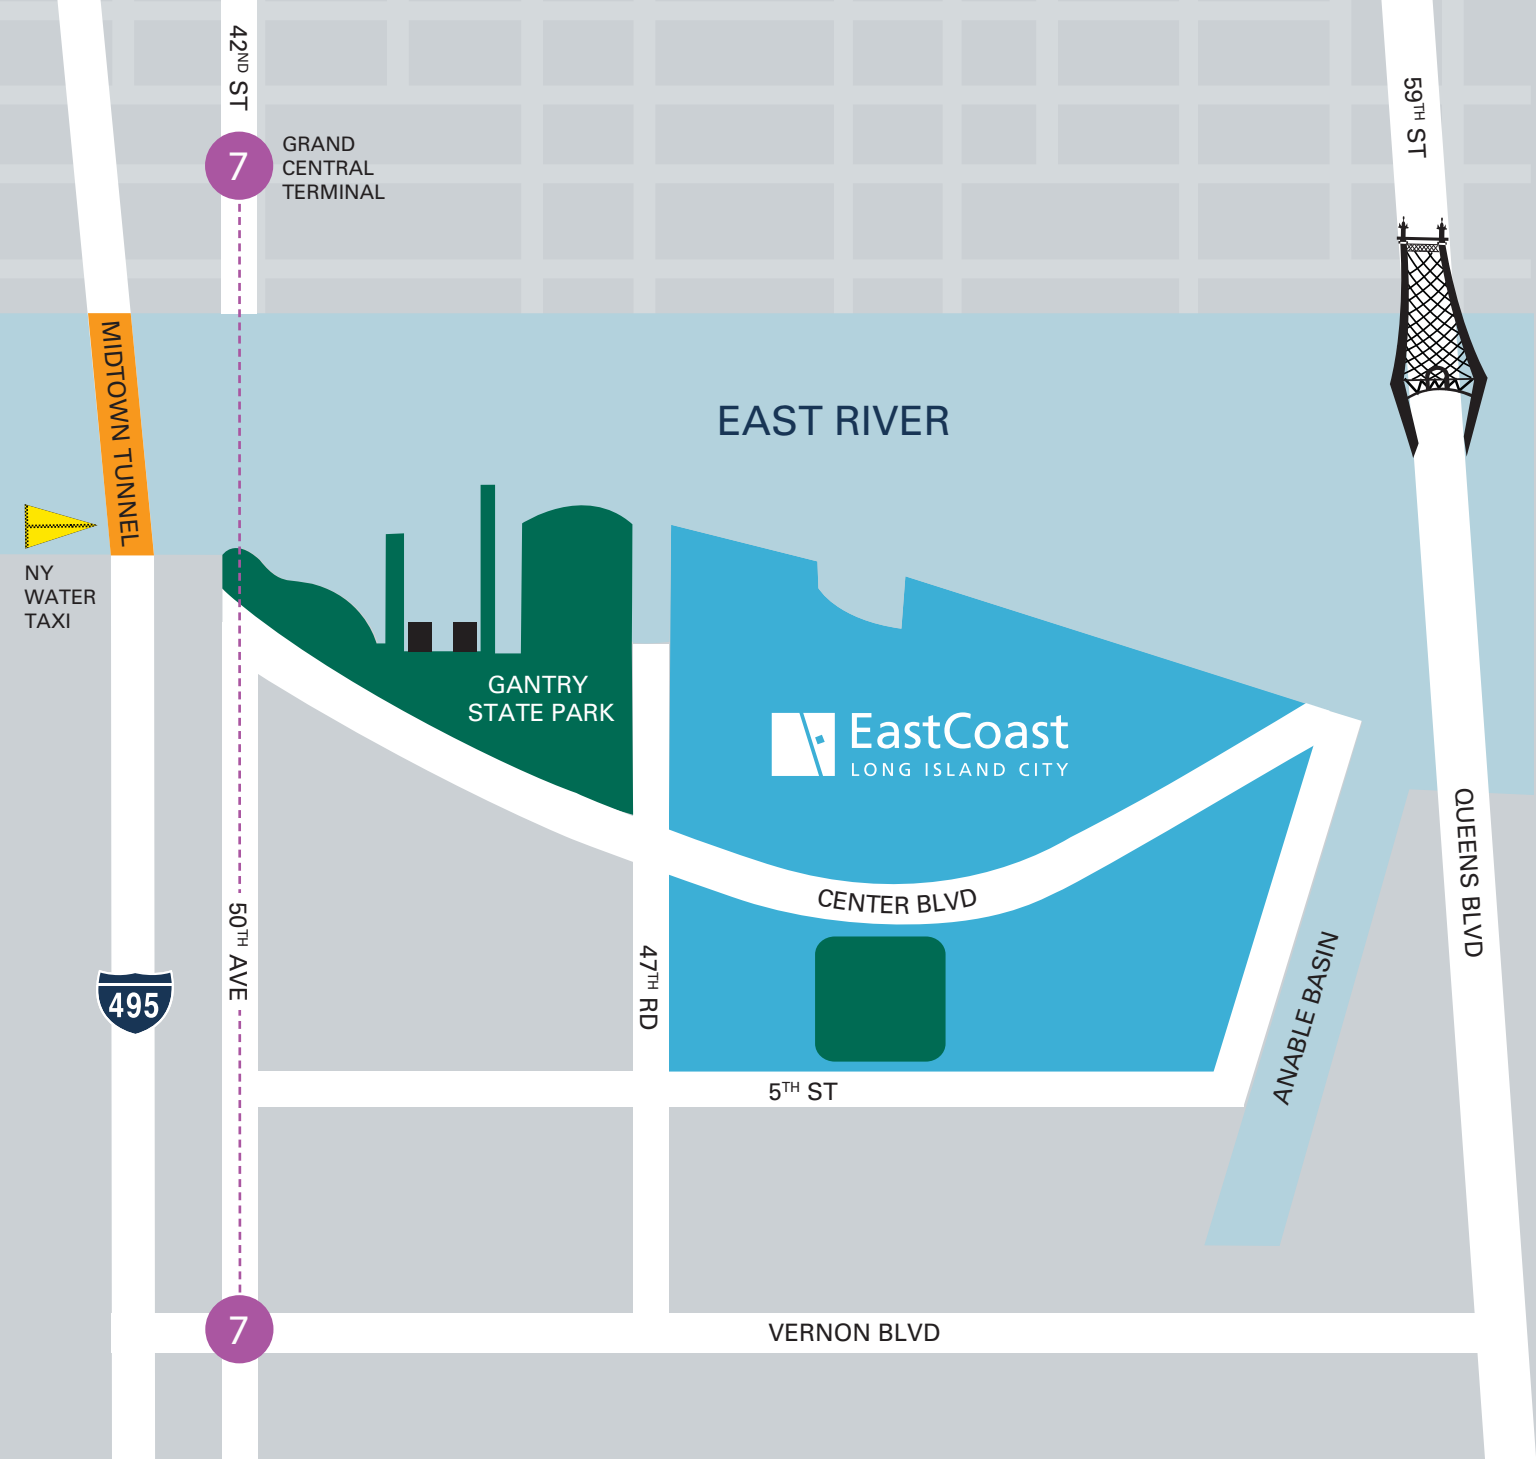 42ND ST
59TH ST
7
GRAND
CENTRAL
TERMINAL
MIDTOWN TUNNEL
EAST RIVER
NY
WATER
TAXI
GANTRY
STATE PARK
EastCoast
LONG ISLAND CITY
QUEENS BLVD
CENTER BLVD
50TH AVE
47TH RD
ANABLE BASIN
495
5TH ST
7
VERNON BLVD